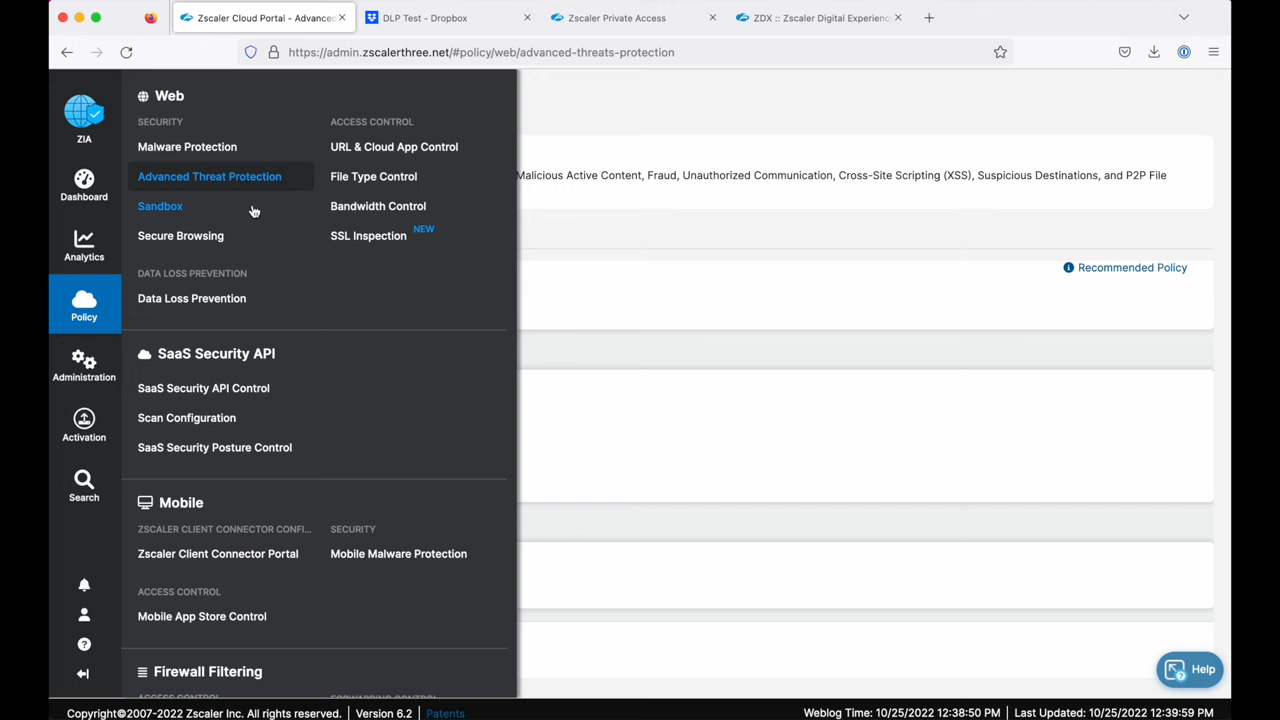 Zscaler Cloud Portal - Advanced
DLP Test - Dropbox
Zscaler Private Access
ZDX :: Zscaler Digital Experienc
https://admin.zscalerthree.net/#policy/web/advanced-threats-protection
ZIA
Dashboard
Analytics
Policy
Administration
Activation
Search
Web
SECURITY
Malware Protection
Advanced Threat Protection
Sandbox
Secure Browsing
ACCESS CONTROL
URL & Cloud App Control
File Type Control
Bandwidth Control
SSL Inspection NEW
DATA LOSS PREVENTION
Data Loss Prevention
SaaS Security API
SaaS Security API Control
Scan Configuration
SaaS Security Posture Control
Mobile
ZSCALER CLIENT CONNECTOR CONFI...
Zscaler Client Connector Portal
SECURITY
Mobile Malware Protection
ACCESS CONTROL
Mobile App Store Control
Firewall Filtering
ACCESS CONTROL
FORWARDING CONTROL
Malicious Active Content, Fraud, Unauthorized Communication, Cross-Site Scripting (XSS), Suspicious Destinations, and P2P File
Recommended Policy
Help
Copyright©2007-2022 Zscaler Inc. All rights reserved. | Version 6.2 | Patents
Weblog Time: 10/25/2022 12:38:50 PM | Last Updated: 10/25/2022 12:39:59 PM